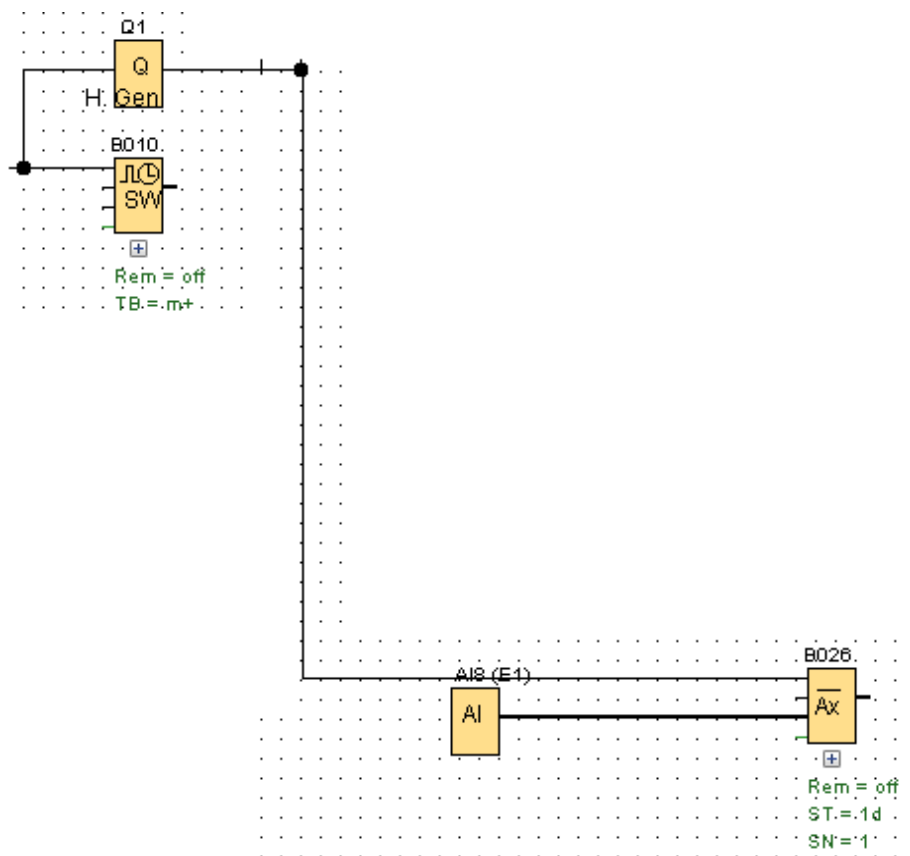 Q1
Q
H. Gen
B010
SW
Rem = off
TB = m+
AI8 (E1)
AI
B026
Ax
Rem = off
ST = 1d
SN = 1